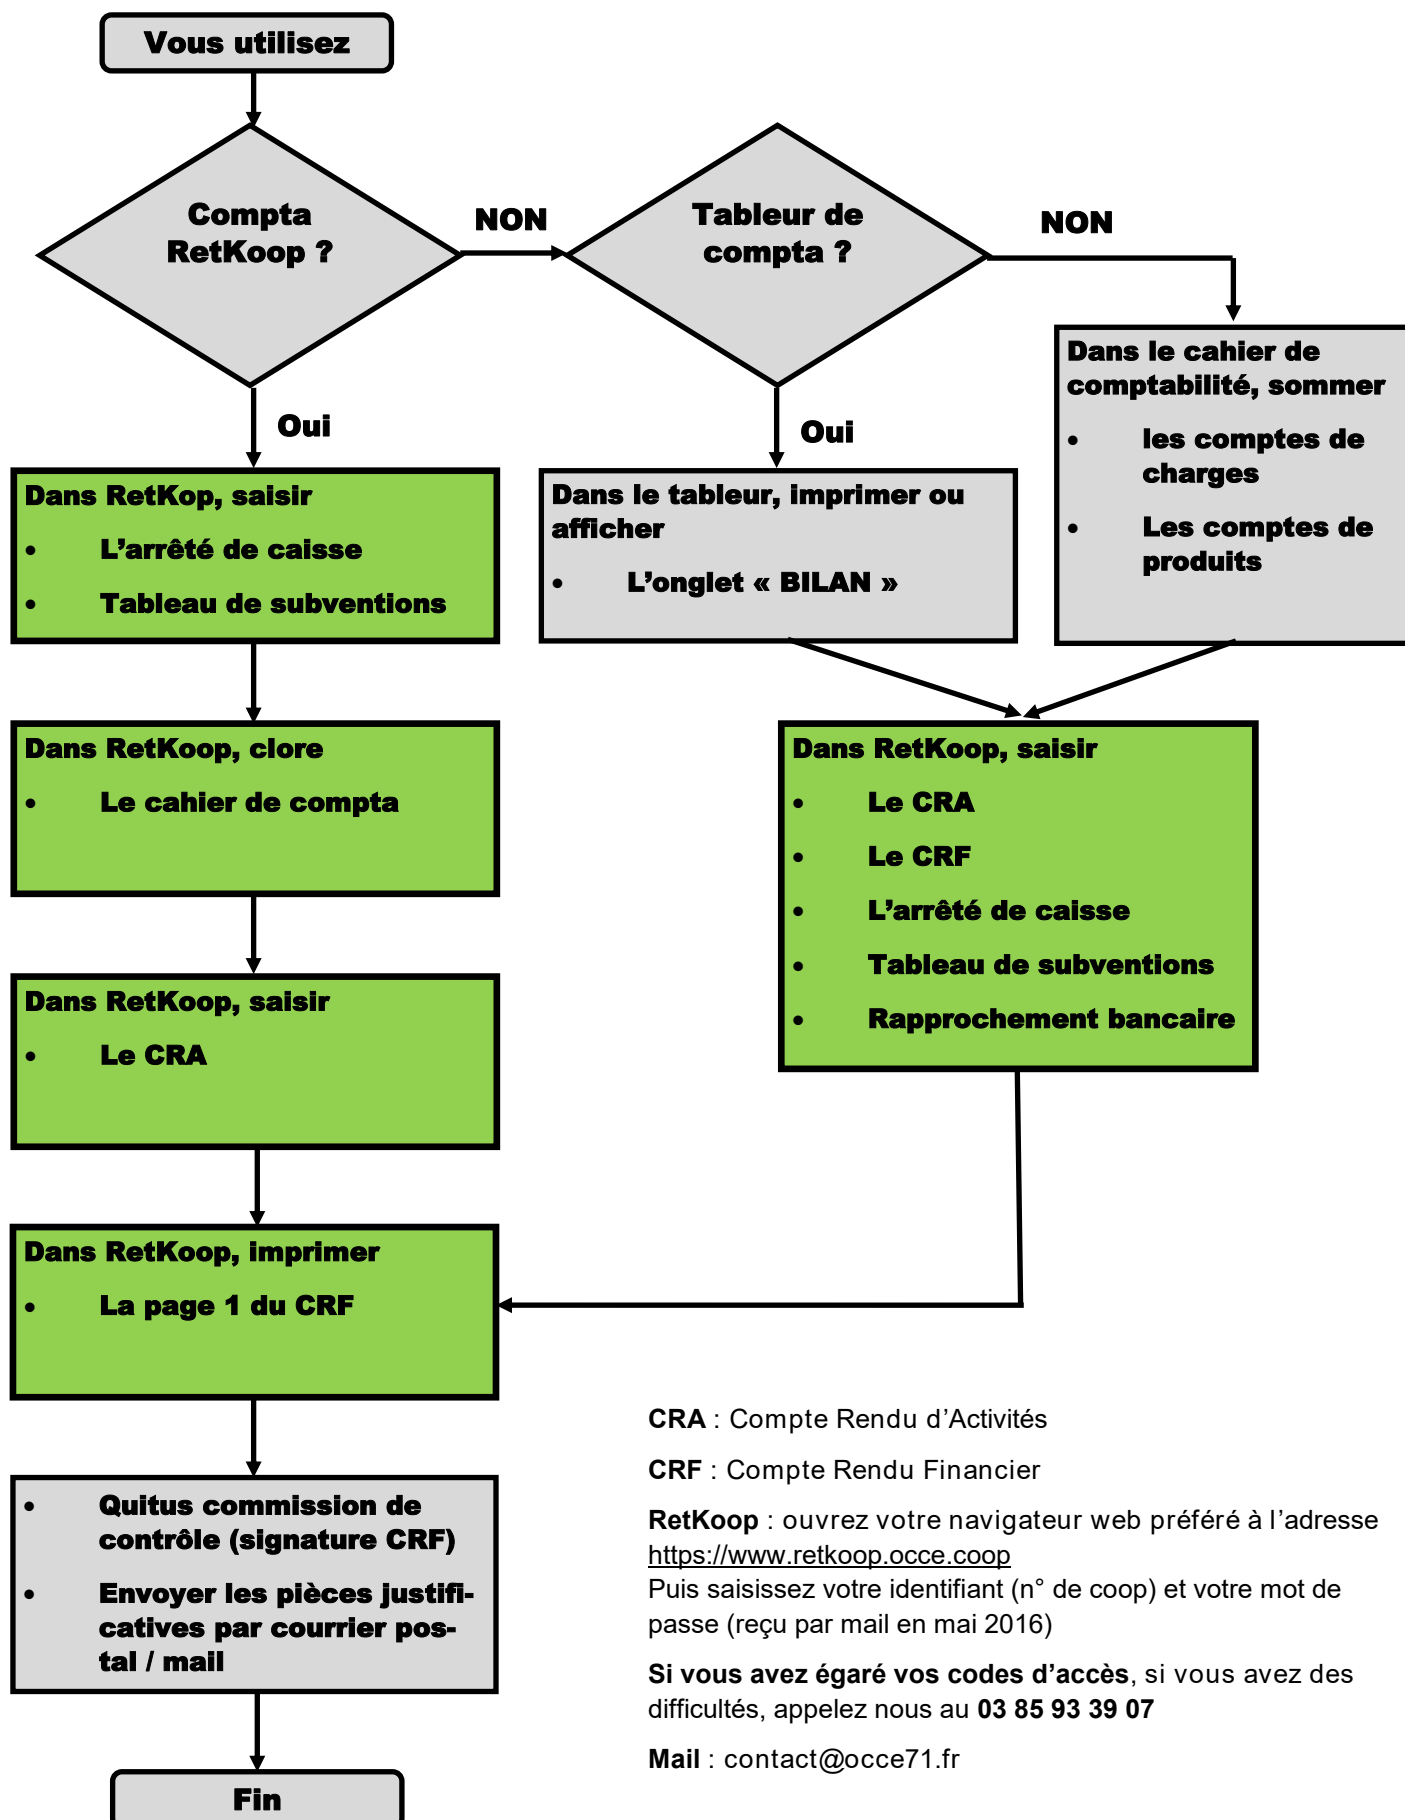 Vous utilisez
Compta
RetKoop ?
NON
Tableur de
compta ?
NON
Oui
Oui
Dans le cahier de
comptabilité, sommer
• les comptes de
charges
• Les comptes de
produits
Dans RetKop, saisir
• L’arrêté de caisse
• Tableau de subventions
Dans le tableur, imprimer ou
afficher
• L’onglet « BILAN »
Dans RetKoop, clore
• Le cahier de compta
Dans RetKoop, saisir
• Le CRA
• Le CRF
• L’arrêté de caisse
• Tableau de subventions
• Rapprochement bancaire
Dans RetKoop, saisir
• Le CRA
Dans RetKoop, imprimer
• La page 1 du CRF
• Quitus commission de
contrôle (signature CRF)
• Envoyer les pièces justifi-
catives par courrier pos-
tal / mail
Fin
CRA : Compte Rendu d’Activités
CRF : Compte Rendu Financier
RetKoop : ouvrez votre navigateur web préféré à l’adresse
https://www.retkoop.occe.coop
Puis saisissez votre identifiant (n° de coop) et votre mot de
passe (reçu par mail en mai 2016)
Si vous avez égaré vos codes d’accès, si vous avez des
difficultés, appelez nous au 03 85 93 39 07
Mail : contact@occe71.fr